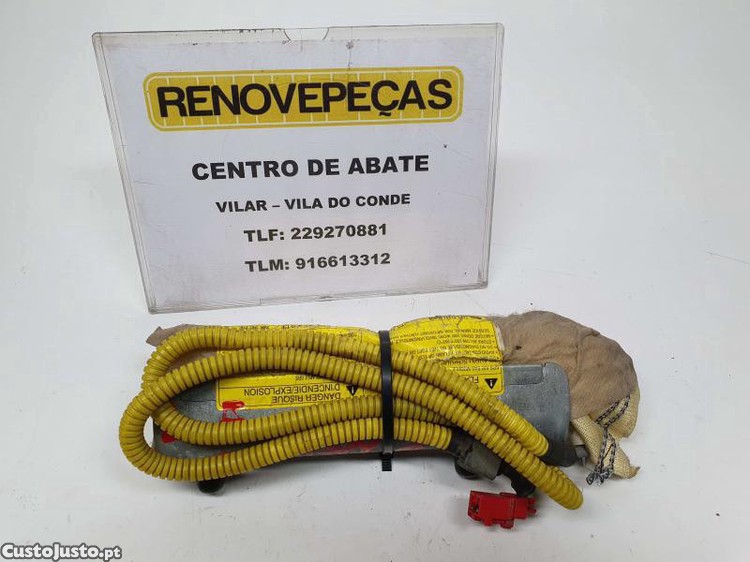 RENOVEPEÇAS
CENTRO DE ABATE
VILAR – VILA DO CONDE
TLF: 229270881
TLM: 916613312
DANGER RISQUE
D'INCENDIE/EXPLOSION
CustoJusto.pt